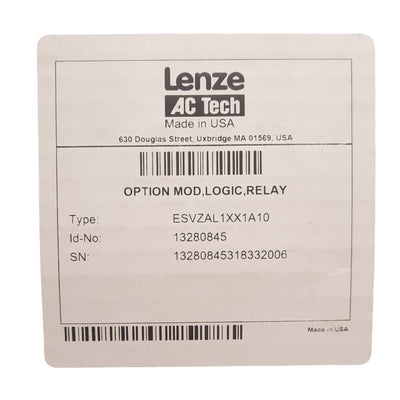 Lenze
AC Tech
Made in USA
630 Douglas Street, Uxbridge MA 01569, USA
OPTION MOD,LOGIC,RELAY
Type: ESVZAL1XX1A10
Id-No: 13280845
SN: 13280845318332006
Made in USA